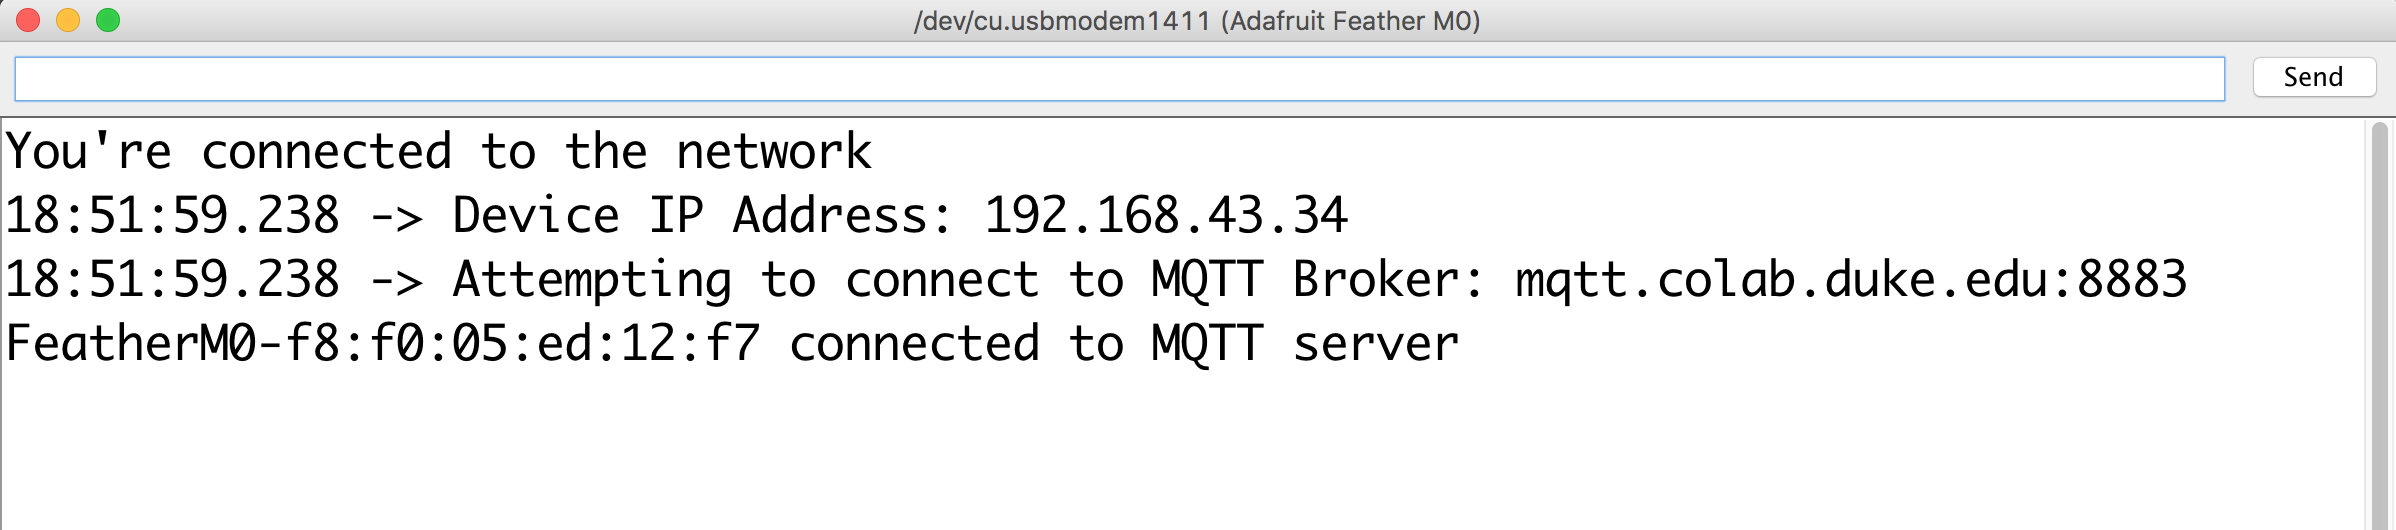 /dev/cu.usbmodem1411 (Adafruit Feather M0)
Send
You're connected to the network
18:51:59.238 -> Device IP Address: 192.168.43.34
18:51:59.238 -> Attempting to connect to MQTT Broker: mqtt.colab.duke.edu:8883
FeatherM0-f8:f0:05:ed:12:f7 connected to MQTT server